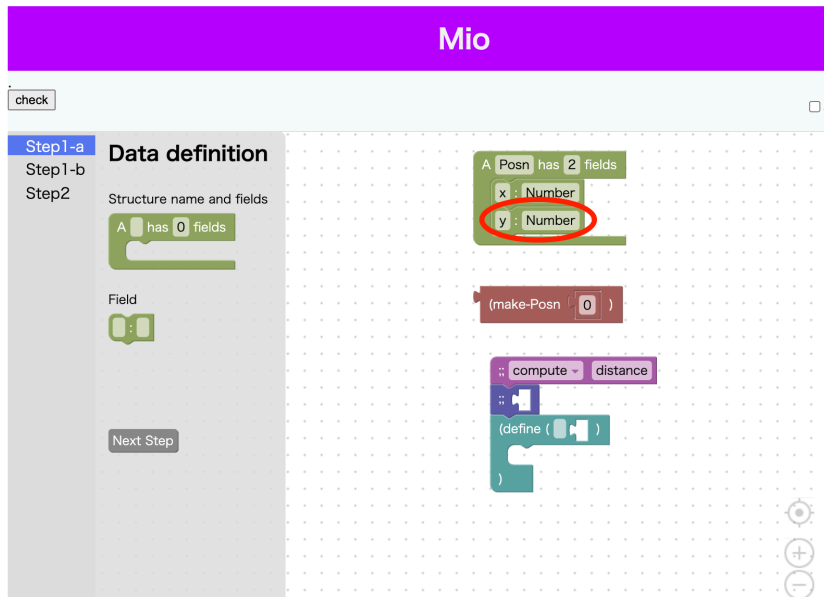 Mio
.
check
Step1-a
Step1-b
Step2
Data definition
Structure name and fields
A has 0 fields
Field
:
Next Step
A Posn has 2 fields
x : Number
y : Number
(make-Posn 0 )
;; compute distance
;;
(define ( )
)